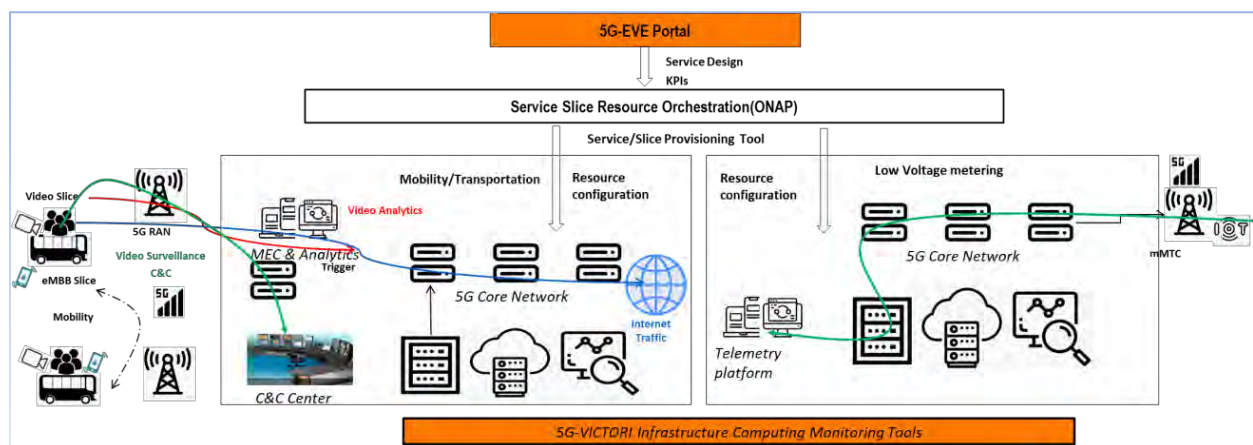 5G-EVE Portal
Service Design
KPIs
Service Slice Resource Orchestration(ONAP)
Service/Slice Provisioning Tool
Video Slice
5G RAN
Video Surveillance
C&C
eMBB Slice
5G
Mobility
Mobility/Transportation
Resource
configuration
Video Analytics
MEC & Analytics
Trigger
5G Core Network
Internet
Traffic
C&C Center
Resource
configuration
Low Voltage metering
5G Core Network
Telemetry
platform
5G
IOT
mMTC
5G-VICTORI Infrastructure Computing Monitoring Tools